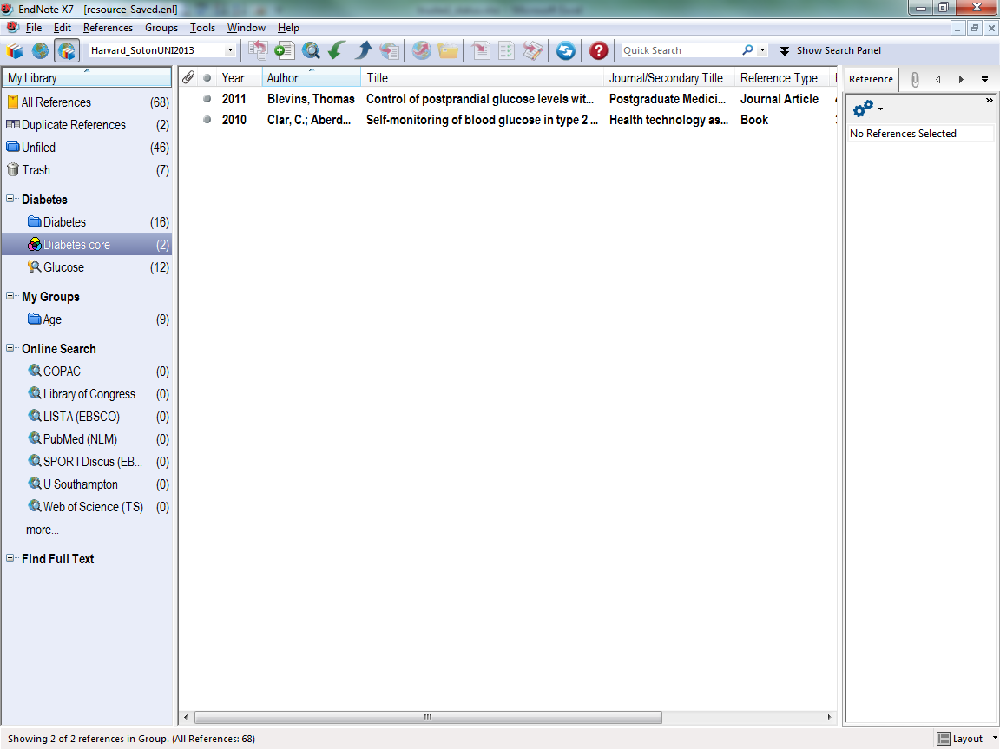 EndNote X7 - [resource-Saved.enl]
File Edit References Groups Tools Window Help
Harvard_SotonUNI2013 Quick Search Show Search Panel
My Library
All References (68)
Duplicate References (2)
Unfiled (46)
Trash (7)
Diabetes
Diabetes (16)
Diabetes core (2)
Glucose (12)
My Groups
Age (9)
Online Search
COPAC (0)
Library of Congress (0)
LISTA (EBSCO) (0)
PubMed (NLM) (0)
SPORTDiscus (EB... (0)
U Southampton (0)
Web of Science (TS) (0)
more...
Find Full Text
Year Author Title Journal/Secondary Title Reference Type
2011 Blevins, Thomas Control of postprandial glucose levels wit... Postgraduate Medici... Journal Article
2010 Clar, C.; Aberd... Self-monitoring of blood glucose in type 2 ... Health technology as... Book
Reference
No References Selected
Showing 2 of 2 references in Group. (All References: 68)
Layout